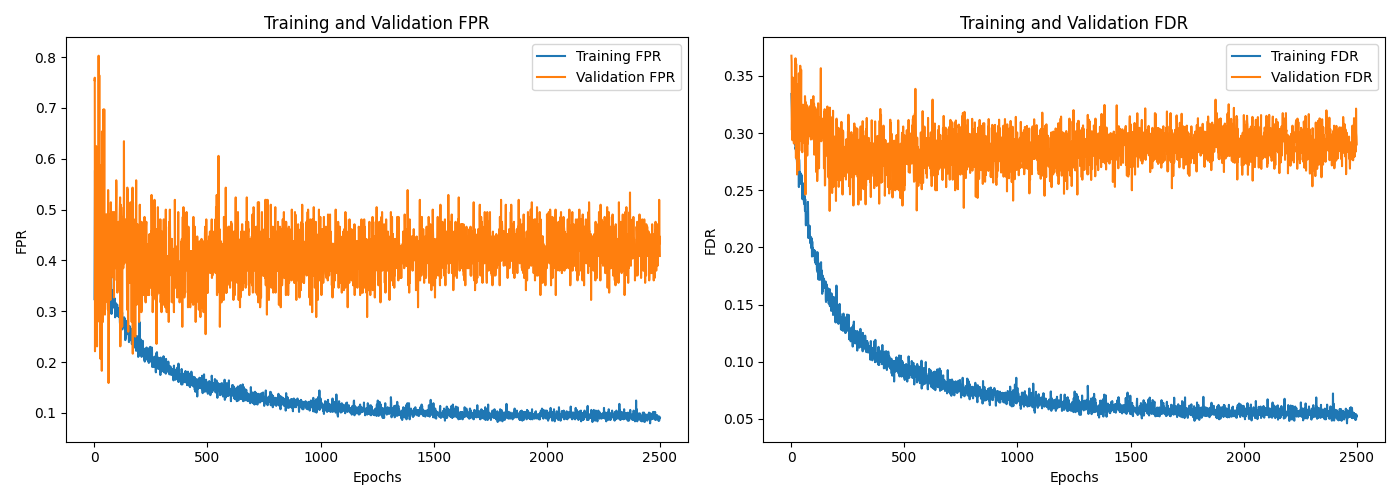 Training and Validation FPR
Training FPR
Validation FPR
FPR
0.8
0.7
0.6
0.5
0.4
0.3
0.2
0.1
0
500
1000
1500
2000
2500
Epochs
Training and Validation FDR
Training FDR
Validation FDR
FDR
0.35
0.30
0.25
0.20
0.15
0.10
0.05
0
500
1000
1500
2000
2500
Epochs